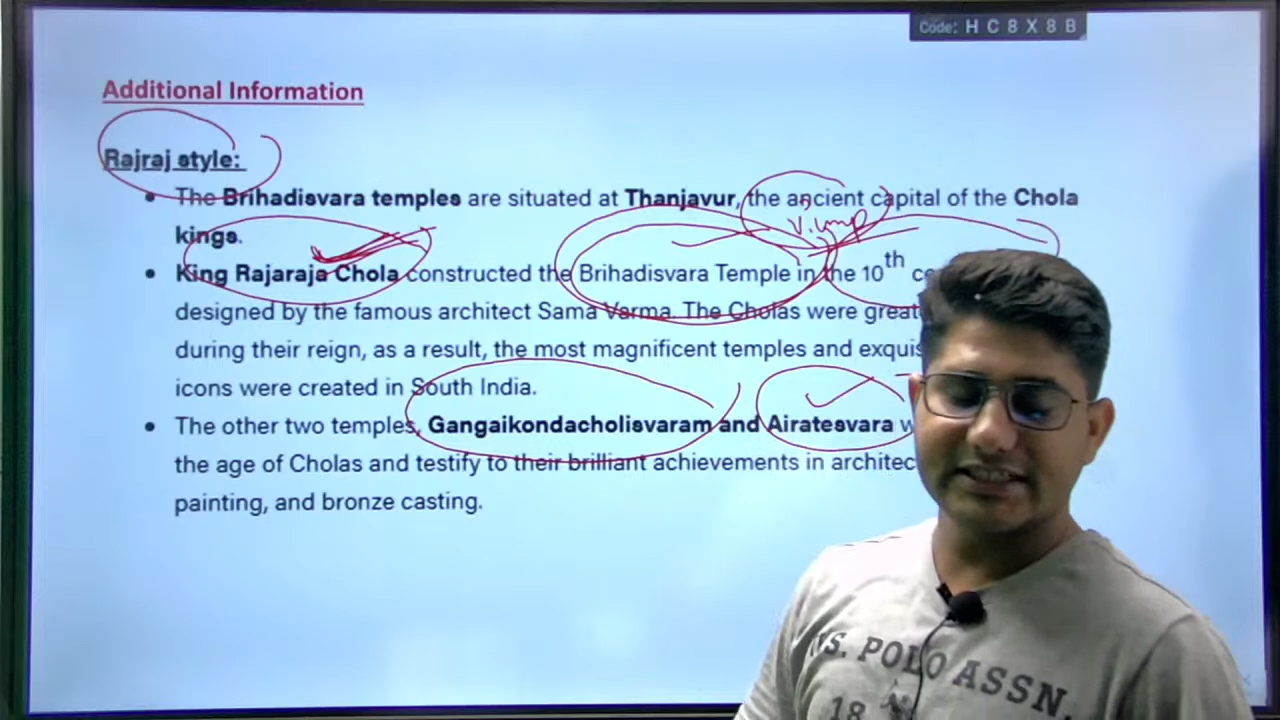 Code: H C 8 X 8 B
Additional Information
Rajraj style:
• The Brihadisvara temples are situated at Thanjavur, the ancient capital of the Chola
kings.
• King Rajaraja Chola constructed the Brihadisvara Temple in the 10th
designed by the famous architect Sama Varma. The Cholas were great
during their reign, as a result, the most magnificent temples and
icons were created in South India.
• The other two temples, Gangaikondacholisvaram and Airatesvara
the age of Cholas and testify to their brilliant achievements in
painting, and bronze casting.
V. imp
U.S. POLO ASSN.
18